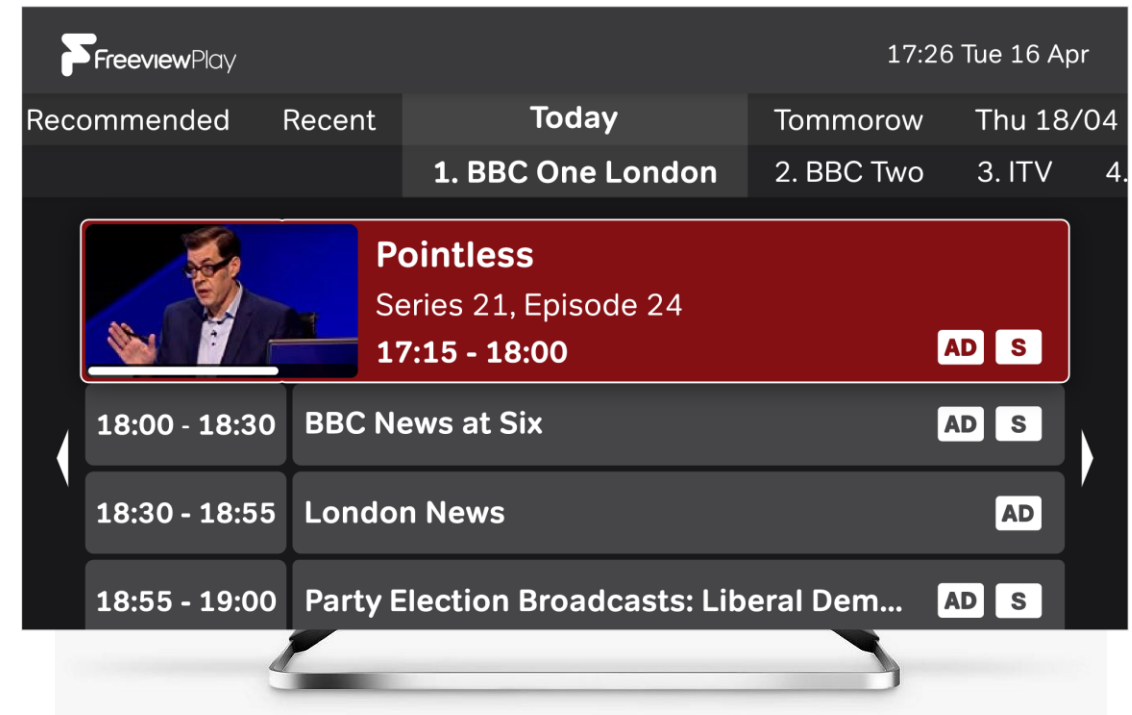 FreeviewPlay
17:26 Tue 16 Apr
Recommended Recent Today Tommorow Thu 18/04
1. BBC One London 2. BBC Two 3. ITV 4.
Pointless
Series 21, Episode 24
17:15 - 18:00 AD S
18:00 - 18:30 BBC News at Six AD S
18:30 - 18:55 London News AD
18:55 - 19:00 Party Election Broadcasts: Liberal Dem... AD S